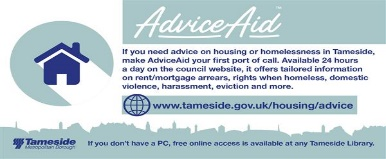 AdviceAid™
If you need advice on housing or homelessness in Tameside,
make AdviceAid your first port of call. Available 24 hours
a day on the council website, it offers tailored information
on rent/mortgage arrears, rights when homeless, domestic
violence, harassment, eviction and more.
www.tameside.gov.uk/housing/advice
Tameside
Metropolitan Borough
If you don't have a PC, free online access is available at any Tameside Library.